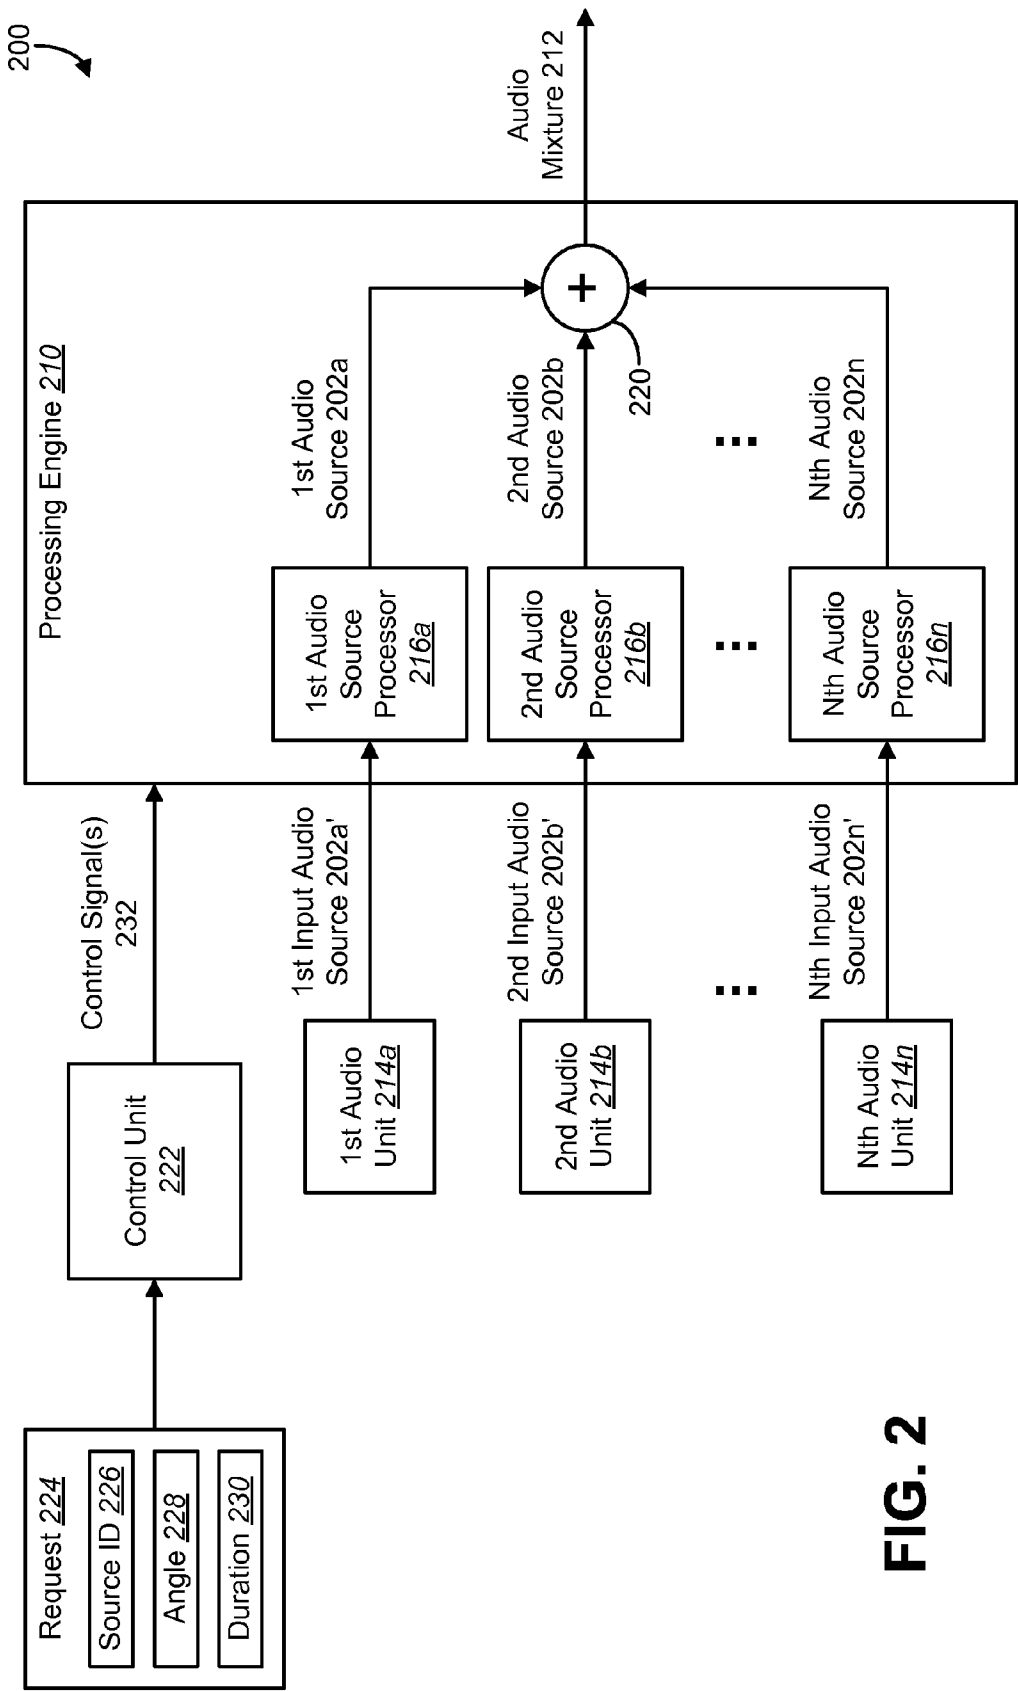 200
Request 224
Source ID 226
Angle 228
Duration 230
Control Unit
222
Control Signal(s)
232
Processing Engine 210
1st Audio
Unit 214a
1st Input Audio
Source 202a'
1st Audio
Source
Processor
216a
1st Audio
Source 202a
2nd Audio
Unit 214b
2nd Input Audio
Source 202b'
2nd Audio
Source
Processor
216b
2nd Audio
Source 202b
+
220
Audio
Mixture 212
...
...
...
Nth Audio
Unit 214n
Nth Input Audio
Source 202n'
Nth Audio
Source
Processor
216n
Nth Audio
Source 202n
FIG. 2